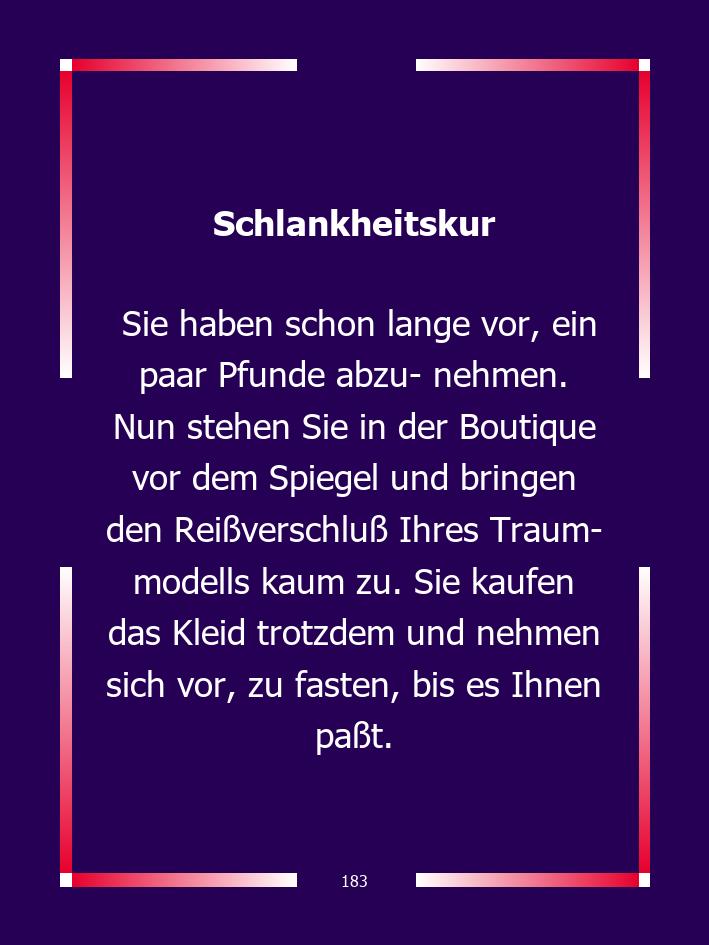 Schlankheitskur
Sie haben schon lange vor, ein
paar Pfunde abzu- nehmen.
Nun stehen Sie in der Boutique
vor dem Spiegel und bringen
den Reißverschluß Ihres Traum-
modells kaum zu. Sie kaufen
das Kleid trotzdem und nehmen
sich vor, zu fasten, bis es Ihnen
paßt.
183